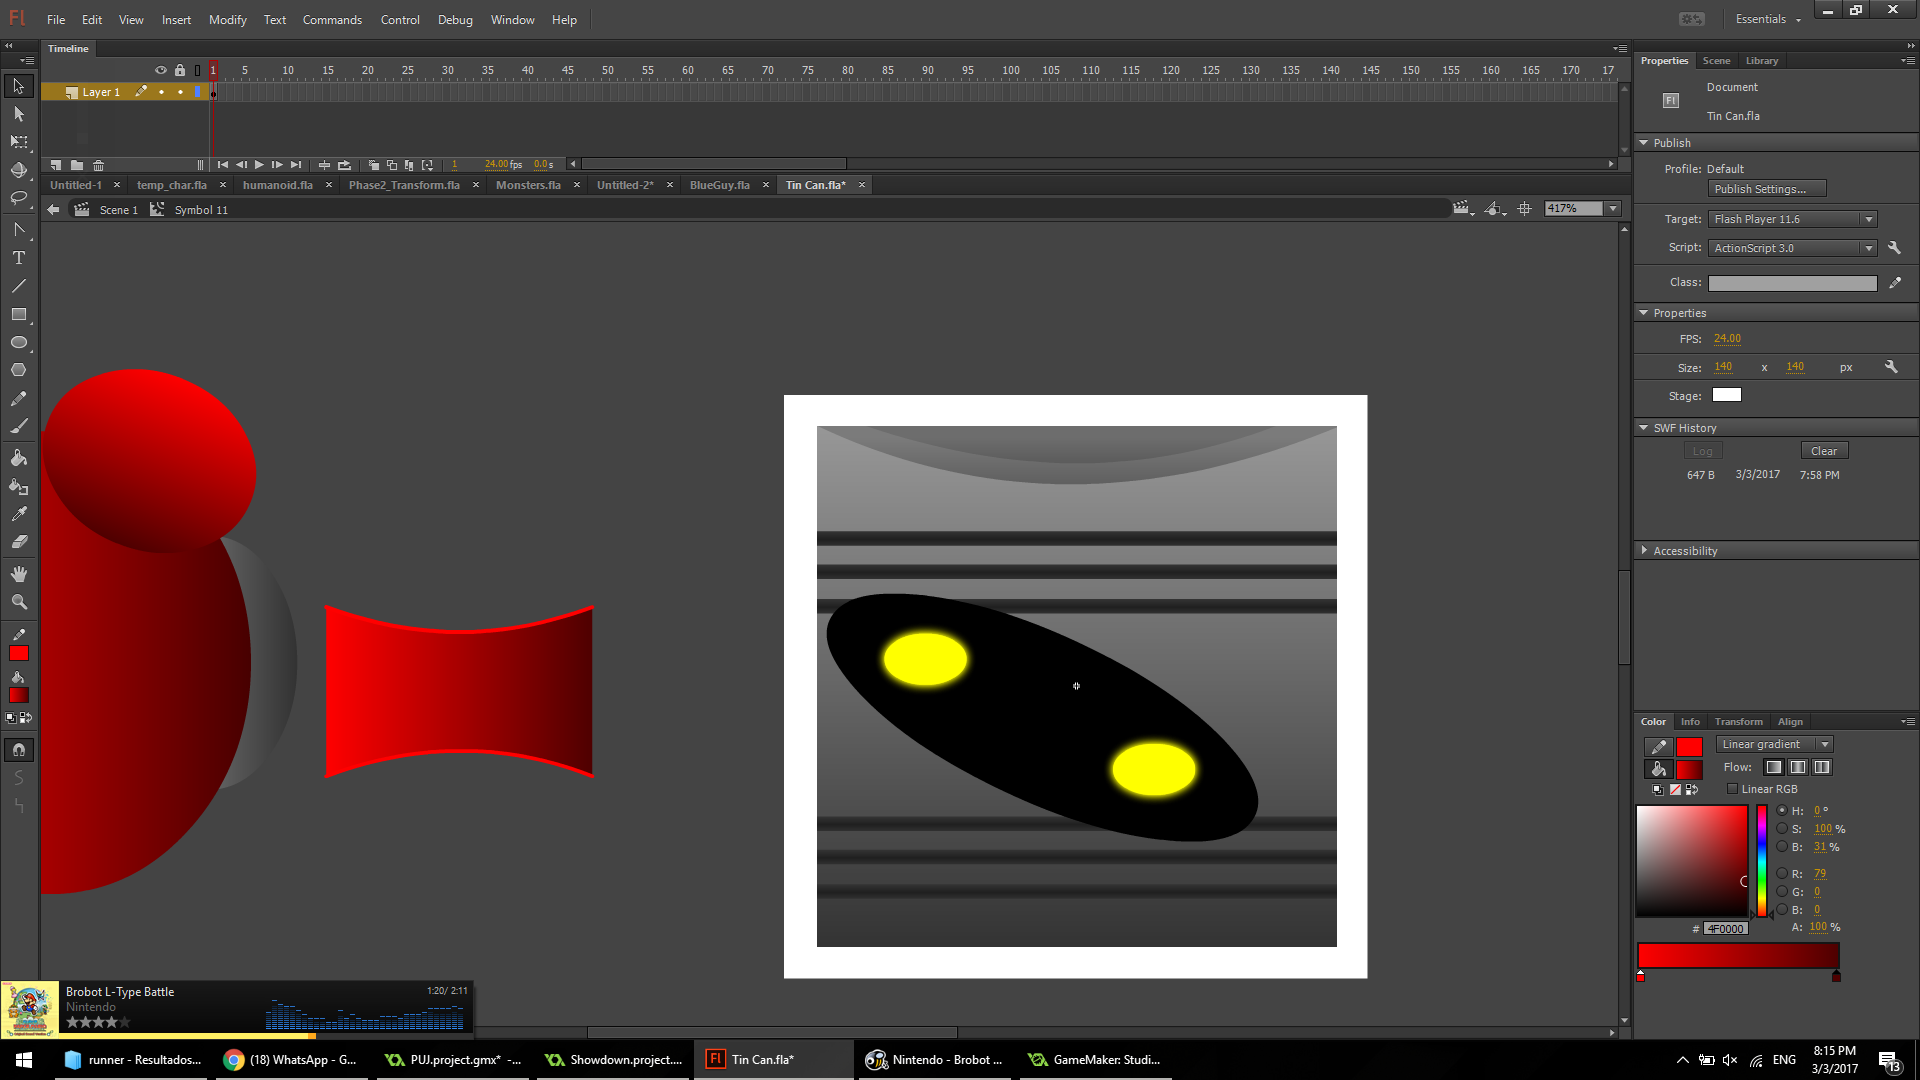 Fl File Edit View Insert Modify Text Commands Control Debug Window Help Essentials
Timeline
1 5 10 15 20 25 30 35 40 45 50 55 60 65 70 75 80 85 90 95 100 105 110 115 120 125 130 135 140 145 150 155 160 165 170 17
Layer 1
1 24.00 fps 0.0 s
Untitled-1 temp_char.fla humanoid.fla Phase2_Transform.fla Monsters.fla Untitled-2* BlueGuy.fla Tin Can.fla*
Scene 1 Symbol 11 417%
Properties Scene Library
Document
Fl
Tin Can.fla
Publish
Profile: Default
Publish Settings...
Target: Flash Player 11.6
Script: ActionScript 3.0
Class:
Properties
FPS: 24.00
Size: 140 x 140 px
Stage:
SWF History
Log Clear
647 B 3/3/2017 7:58 PM
Accessibility
Color Info Transform Align
Linear gradient
Flow:
Linear RGB
H: 0 °
S: 100 %
B: 31 %
R: 79
G: 0
B: 0
# 4F0000 A: 100 %
Brobot L-Type Battle 1:20/ 2:11
Nintendo
runner - Resultados... (18) WhatsApp - G... PUJ.project.gmx* -... Showdown.project.... Fl Tin Can.fla* Nintendo - Brobot ... GameMaker: Studi... ENG
8:15 PM
3/3/2017
13